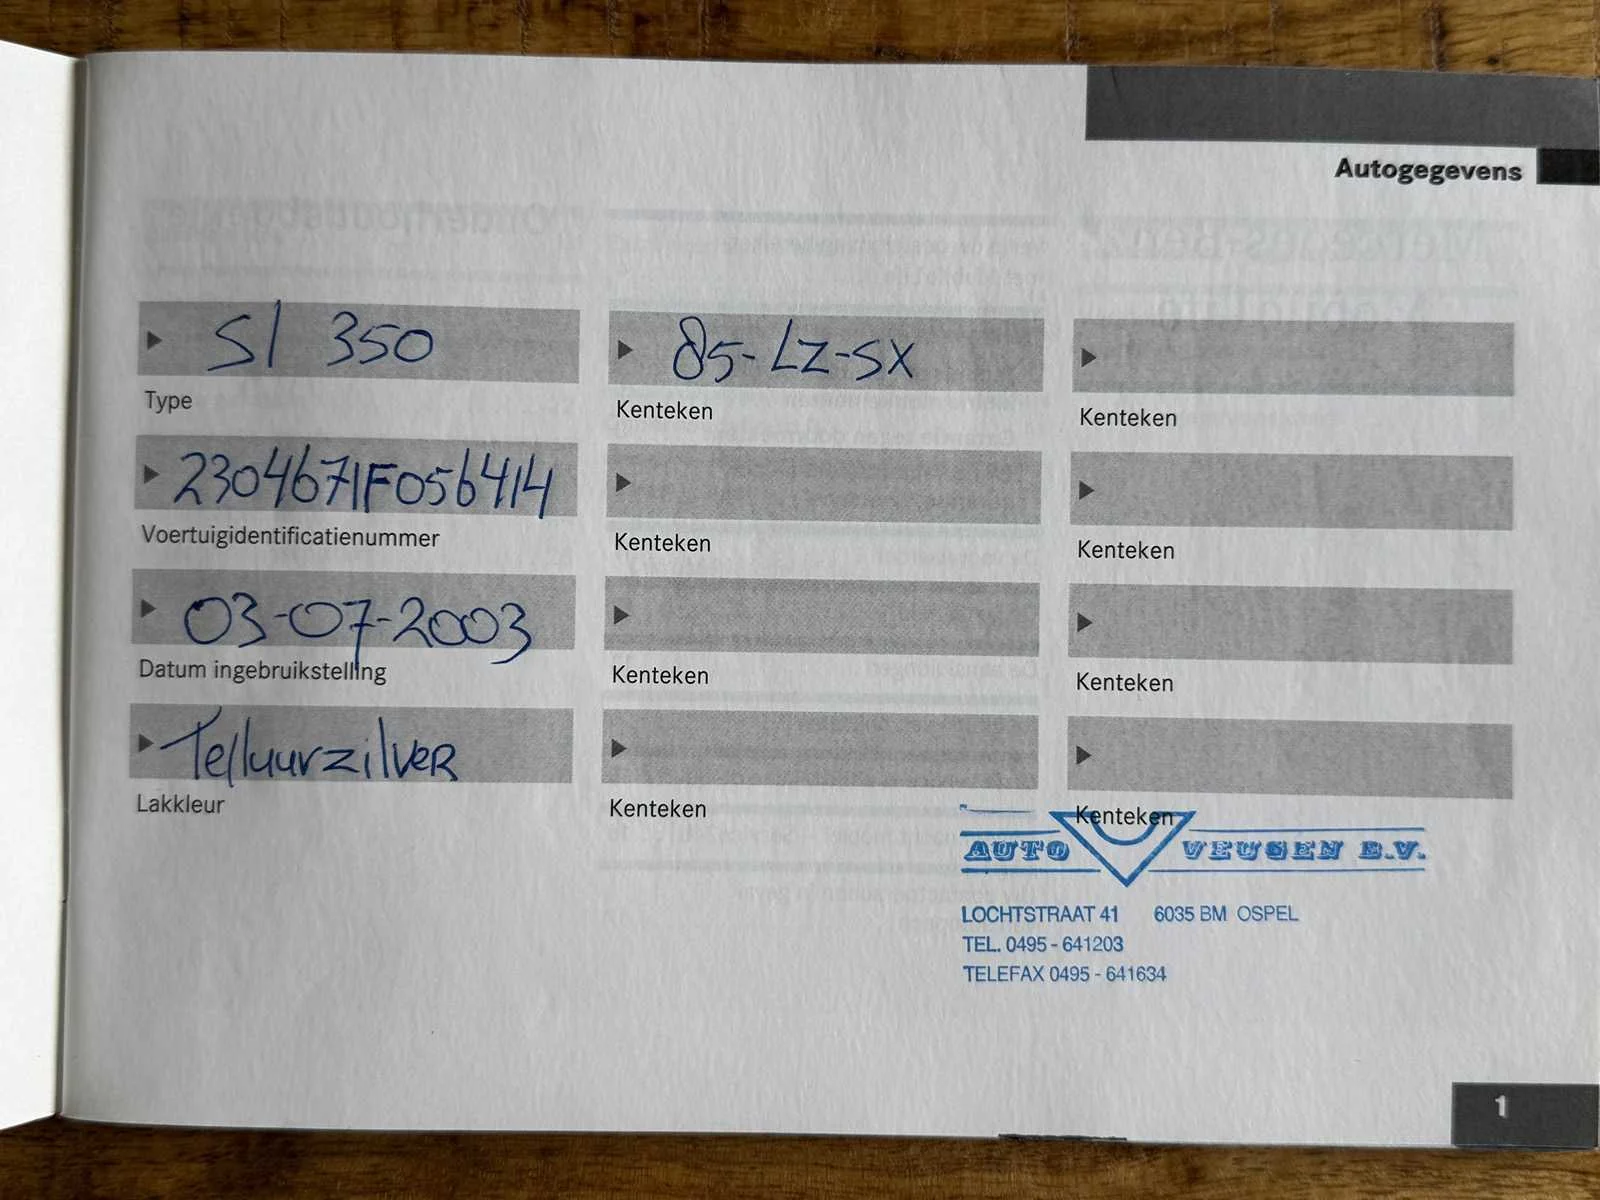 Autogegevens
Sl 350
Type
2304671F056414
Voertuigidentificatienummer
03-07-2003
Datum ingebruikstelling
Telluurzilver
Lakkleur
85-LZ-SX
Kenteken
Kenteken
Kenteken
Kenteken
Kenteken
Kenteken
Kenteken
Kenteken
AUTO VEUGEN B.V.
LOCHTSTRAAT 41 6035 BM OSPEL
TEL. 0495 - 641203
TELEFAX 0495 - 641634
1